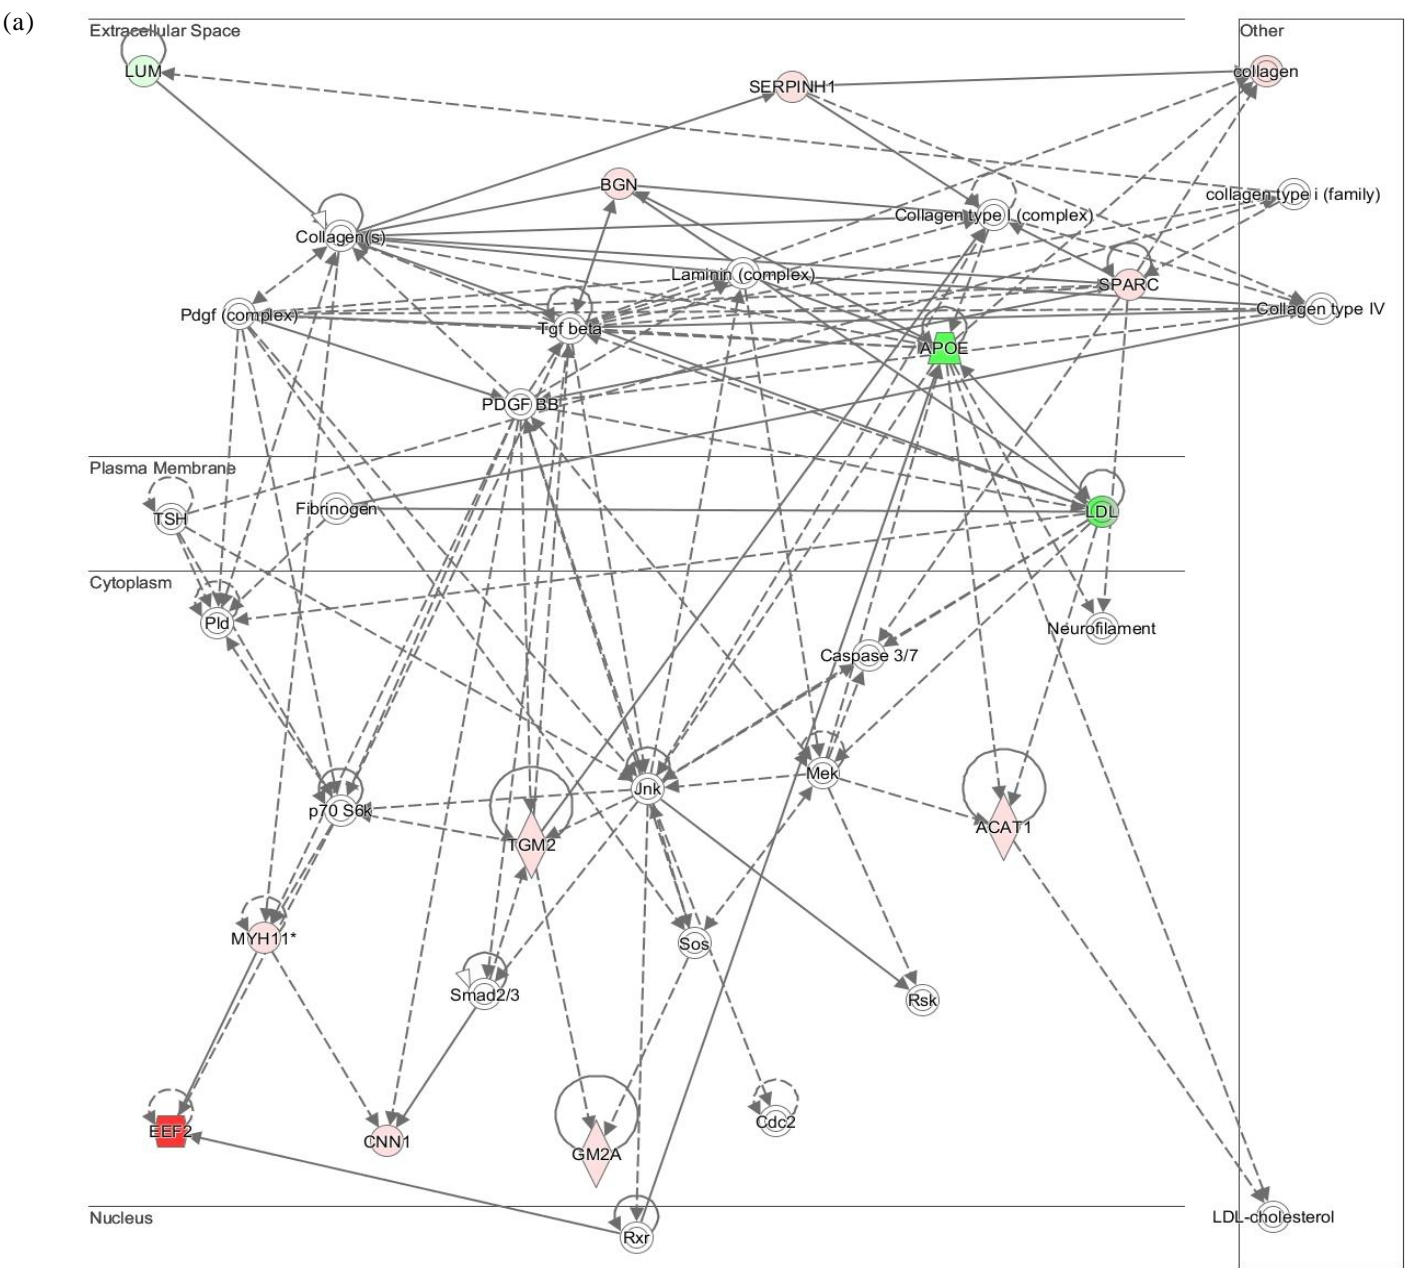 (a)
Extracellular Space
Other
LUM
collagen
SERPINH1
BGN
collagen type i (family)
Collagen type I (complex)
Collagen(s)
Laminin (complex)
SPARC
Pdgf (complex)
Collagen type IV
Tgf beta
APOE
PDGF BB
Plasma Membrane
TSH
Fibrinogen
LDL
Cytoplasm
Pld
Neurofilament
Caspase 3/7
Mek
Jnk
p70 S6k
TGM2
ACAT1
MYH11*
Sos
Smad2/3
Rsk
EEF2
CNN1
Cdc2
GM2A
Nucleus
LDL-cholesterol
Rxr